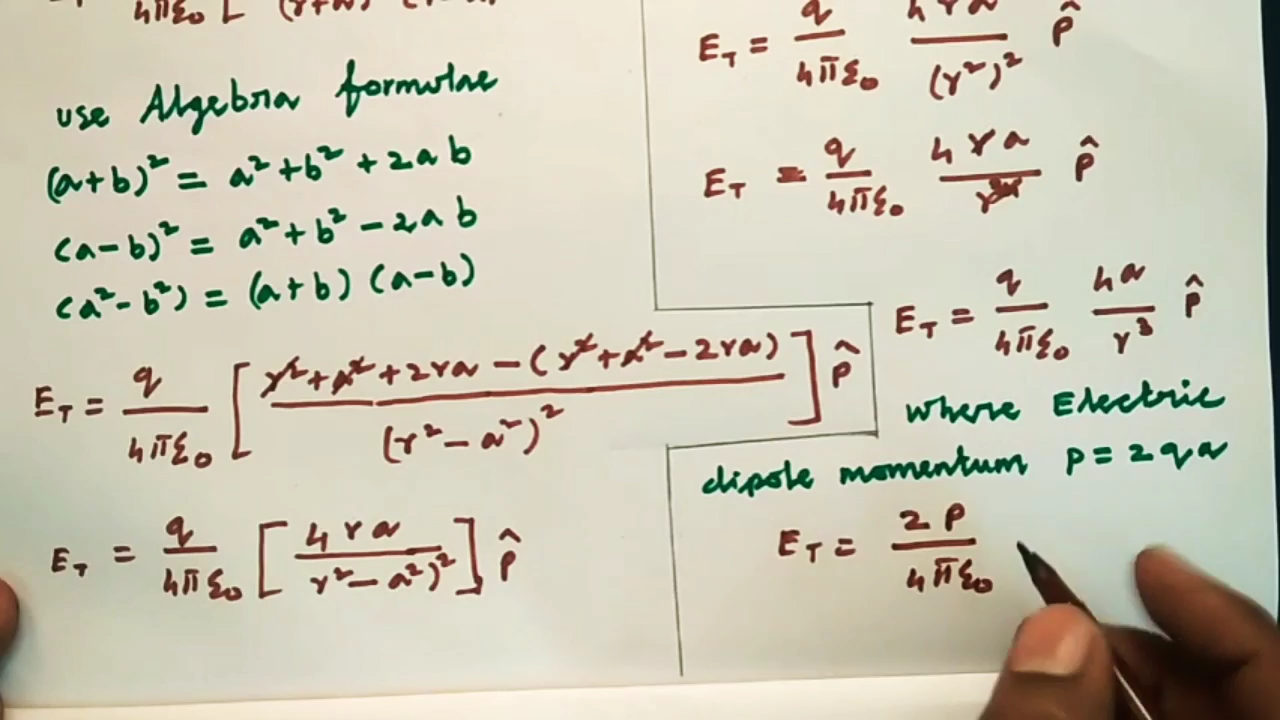 4πε₀ [ (r+a)
use Algebra formulae
(a+b)² = a²+b²+2ab
(a-b)² = a²+b²-2ab
(a²-b²) = (a+b) (a-b)
E_T = q/4πε₀ [ r²+a²+2ra-(r²+a²-2ra) / (r²-a²)² ] p̂
E_T = q/4πε₀ [ 4ra / r²-a²)² ] p̂
E_T = q/4πε₀ 4ra/(r²)² p̂
E_T = q/4πε₀ 4ra/ p̂
E_T = q/4πε₀ 4a/r³ p̂
where Electric
dipole momentum p=2qa
E_T = 2p/4πε₀